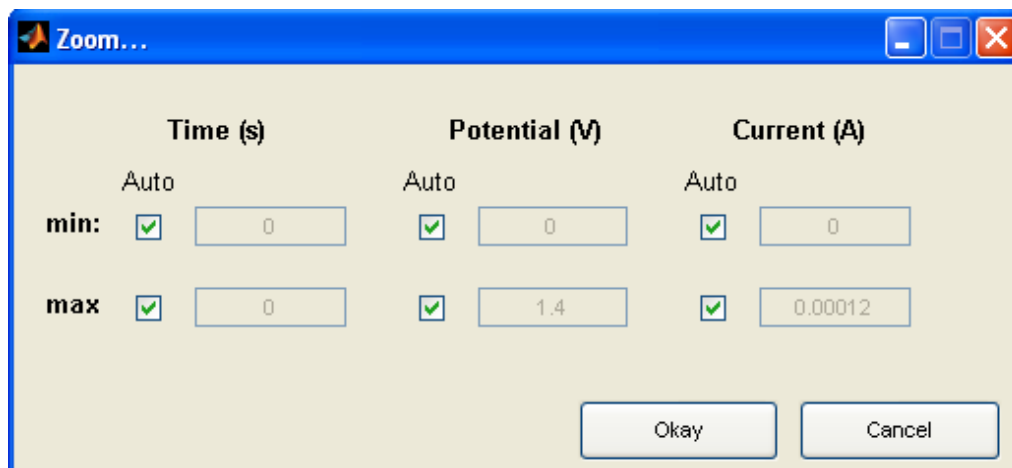 Zoom...
Time (s) Potential (V) Current (A)
Auto Auto Auto
min: 0 0 0
max 0 1.4 0.00012
Okay Cancel